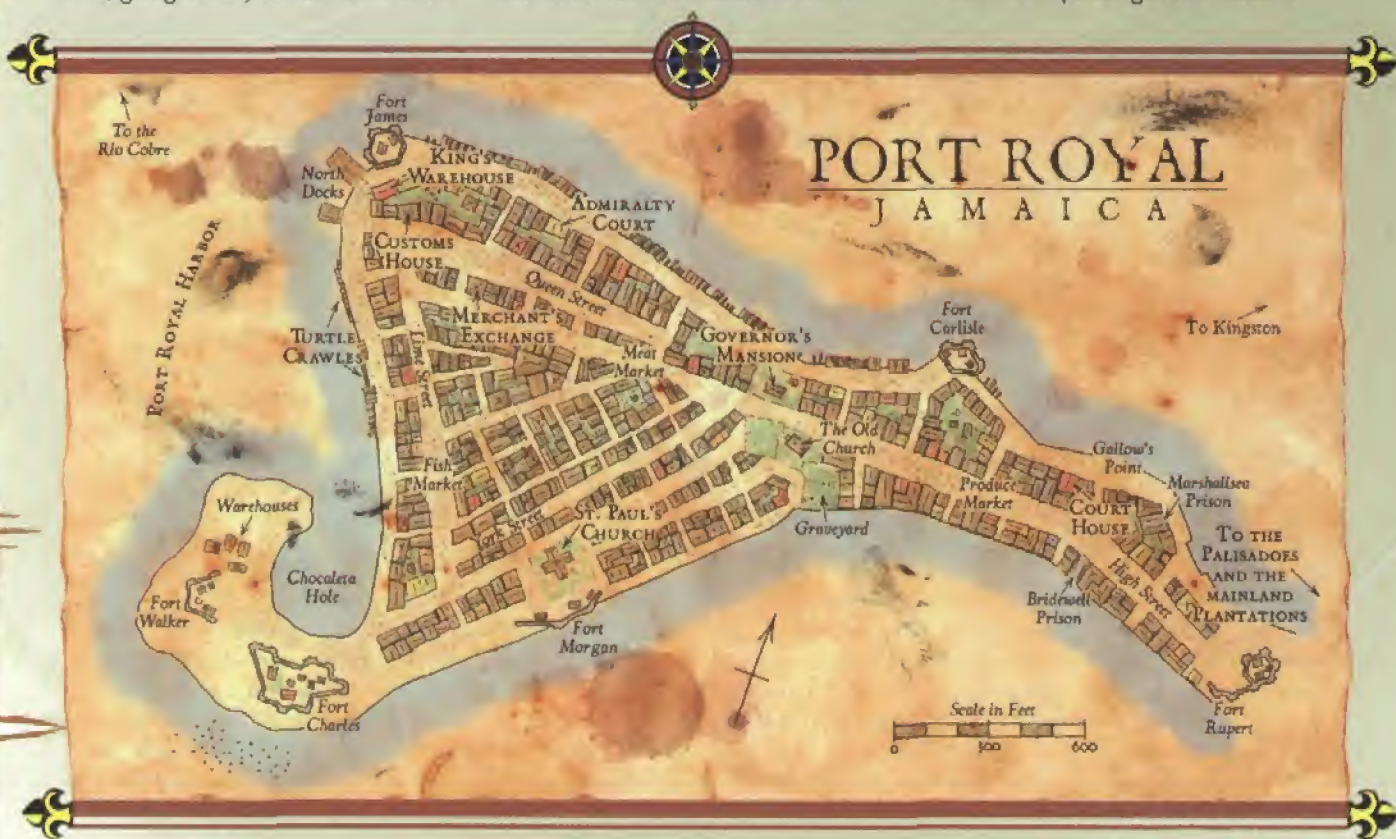 PORT ROYAL
JAMAICA
To the
Rio Cobre
Fort
James
North
Docks
KING'S
WAREHOUSE
ADMIRALTY
COURT
CUSTOMS
HOUSE
Queen Street
PORT ROYAL HARBOR
TURTLE
CRAWLES
MERCHANT'S
EXCHANGE
Street
Meat
Market
GOVERNOR'S
MANSION
Fort
Carlisle
To Kingston
The Old
Church
Fish
Market
York Street
ST. PAUL'S
CHURCH
Graveyard
Produce
Market
Gallow's
Point
Marshallsea
Prison
COURT
HOUSE
TO THE
PALISADOES
AND THE
MAINLAND
PLANTATIONS
High Street
Bridewell
Prison
Warehouses
Chocaleta
Hole
Fort
Walker
Fort
Charles
Fort
Morgan
Fort
Rupert
Scale in Feet
0 300 600